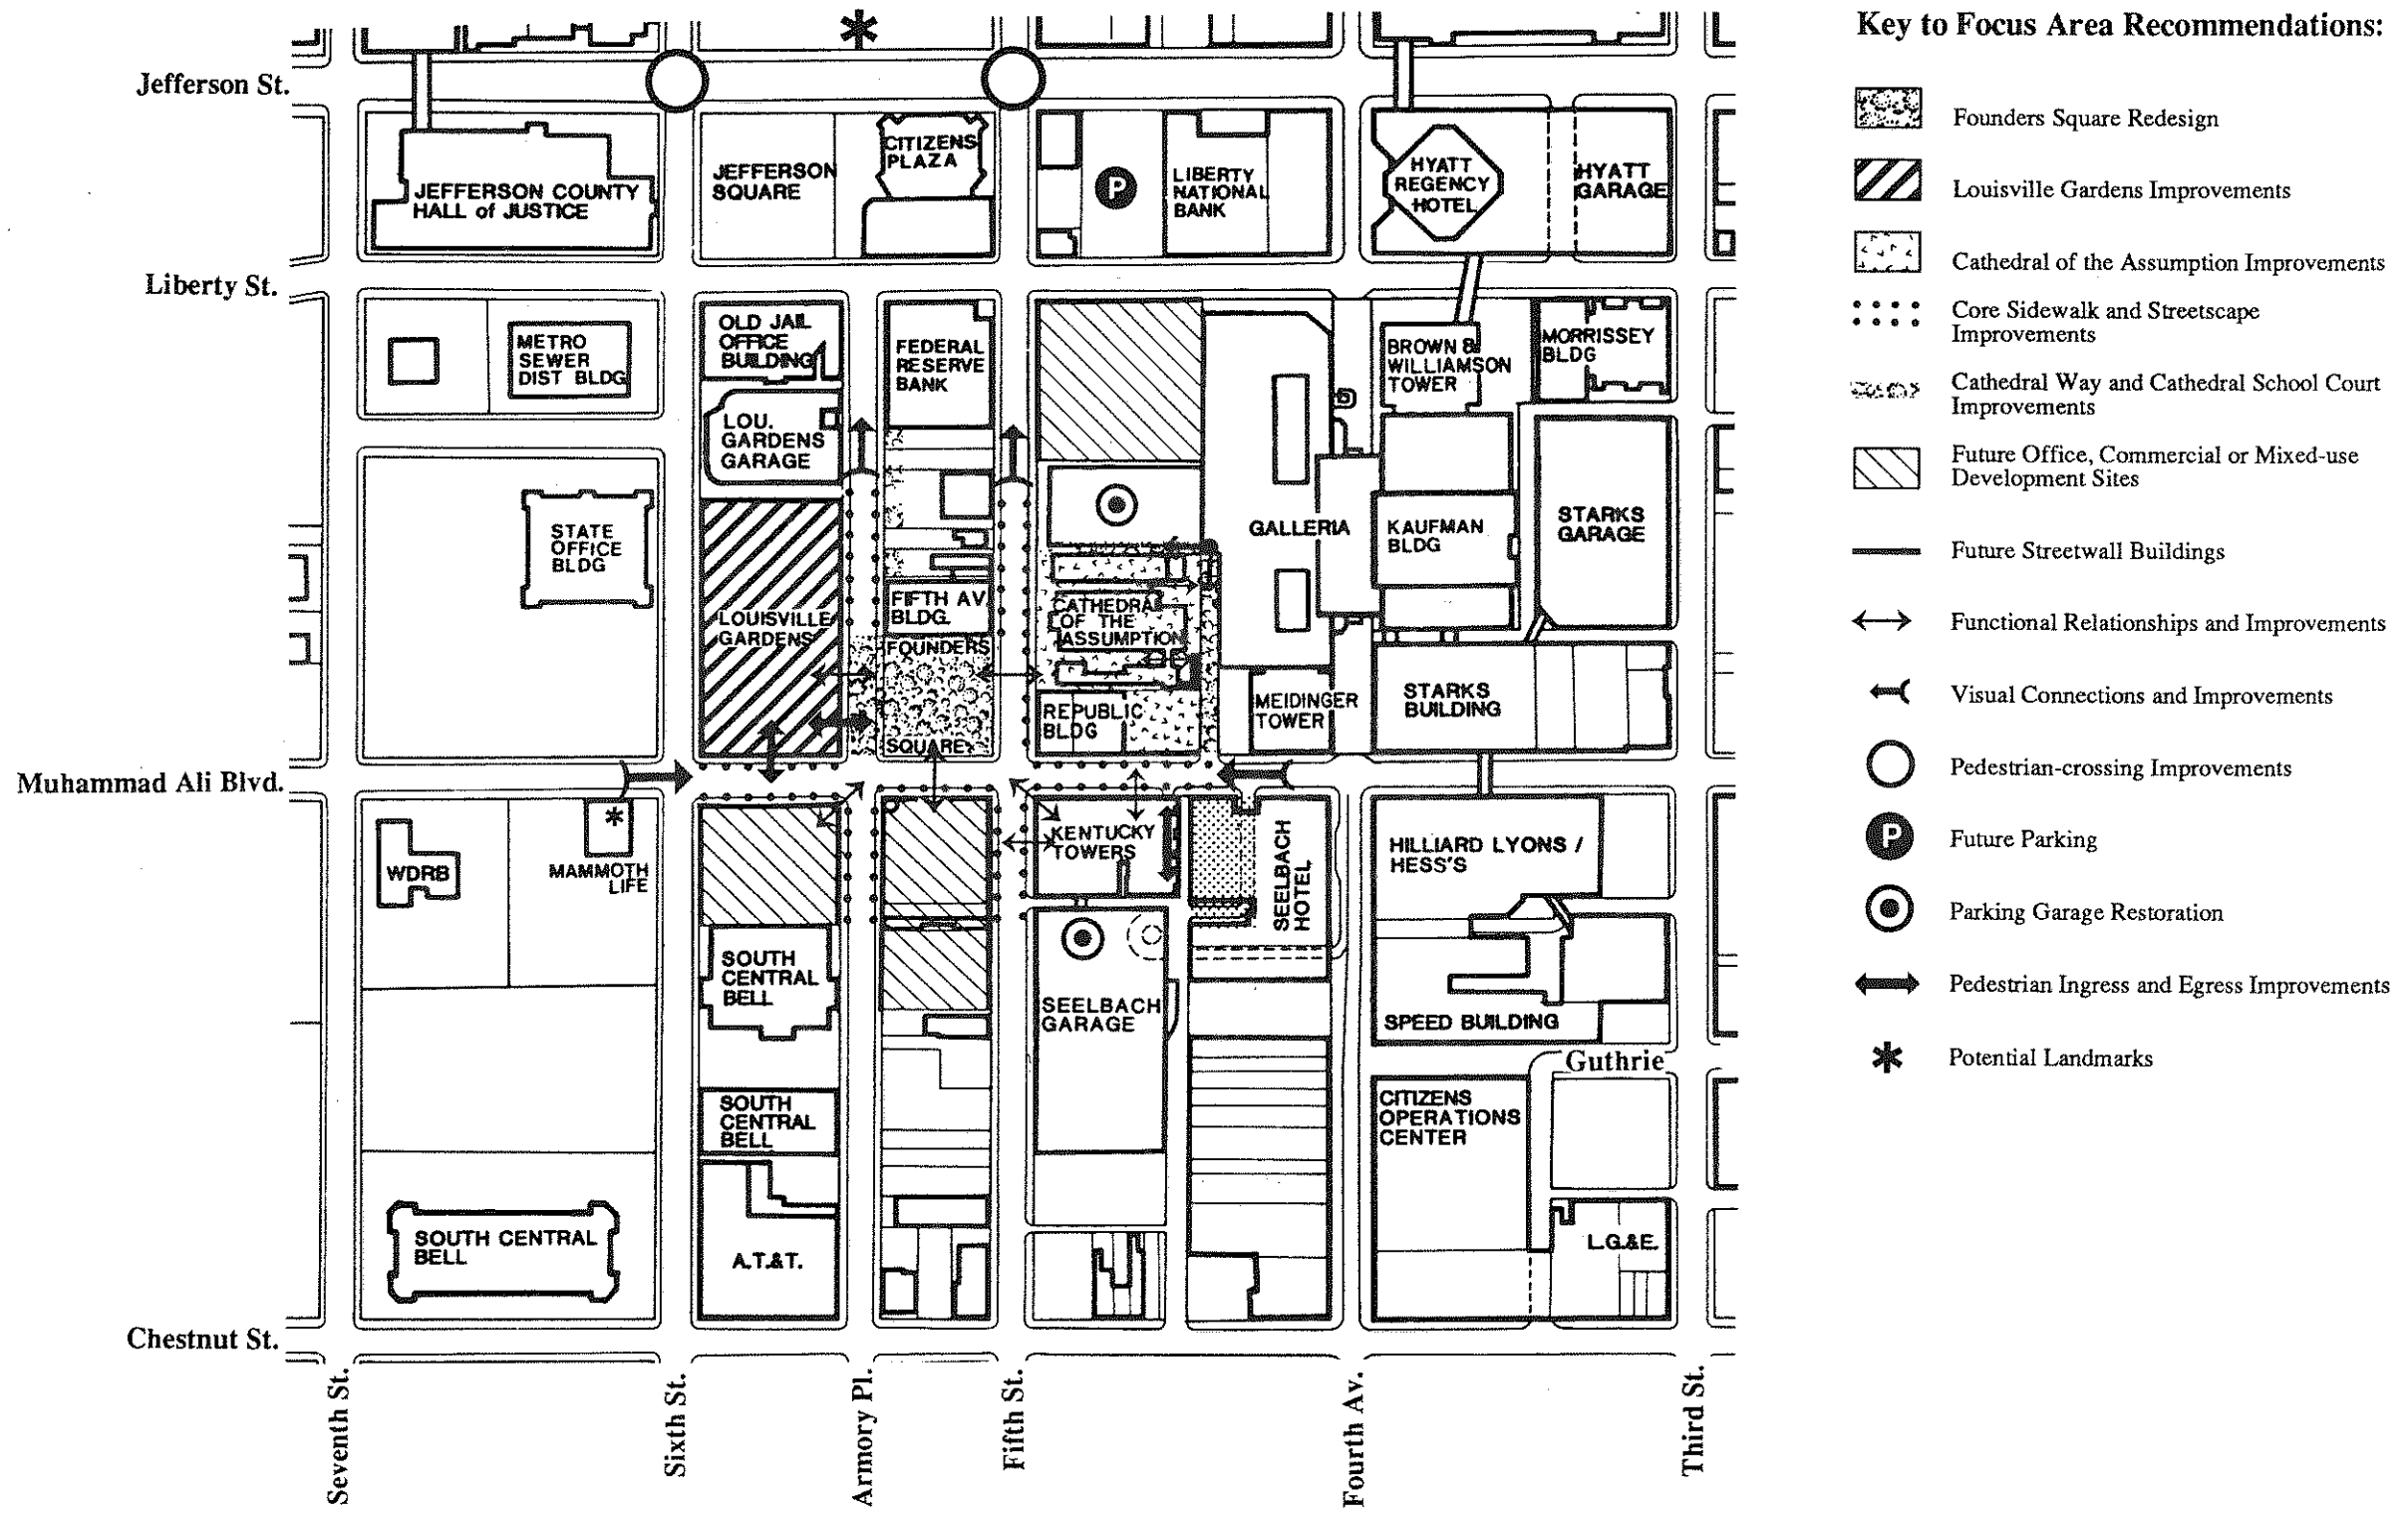 Key to Focus Area Recommendations:
Founders Square Redesign
Louisville Gardens Improvements
Cathedral of the Assumption Improvements
Core Sidewalk and Streetscape
Improvements
Cathedral Way and Cathedral School Court
Improvements
Future Office, Commercial or Mixed-use
Development Sites
Future Streetwall Buildings
Functional Relationships and Improvements
Visual Connections and Improvements
Pedestrian-crossing Improvements
P
Future Parking
Parking Garage Restoration
Pedestrian Ingress and Egress Improvements
Potential Landmarks
Jefferson St.
JEFFERSON COUNTY
HALL of JUSTICE
JEFFERSON
SQUARE
CITIZENS
PLAZA
P
LIBERTY
NATIONAL
BANK
HYATT
REGENCY
HOTEL
HYATT
GARAGE
Liberty St.
METRO
SEWER
DIST BLDG
OLD JAIL
OFFICE
BUILDING
FEDERAL
RESERVE
BANK
BROWN &
WILLIAMSON
TOWER
MORRISSEY
BLDG
LOU.
GARDENS
GARAGE
STATE
OFFICE
BLDG
GALLERIA
KAUFMAN
BLDG
STARKS
GARAGE
LOUISVILLE
GARDENS
FIFTH AV.
BLDG.
FOUNDERS
SQUARE
CATHEDRAL
OF THE
ASSUMPTION
REPUBLIC
BLDG
MEIDINGER
TOWER
STARKS
BUILDING
Muhammad Ali Blvd.
WDRB
MAMMOTH
LIFE
KENTUCKY
TOWERS
SEELBACH
HOTEL
HILLIARD LYONS /
HESS'S
SOUTH
CENTRAL
BELL
SEELBACH
GARAGE
SPEED BUILDING
Guthrie
SOUTH
CENTRAL
BELL
CITIZENS
OPERATIONS
CENTER
SOUTH CENTRAL
BELL
A.T.&T.
L.G.&E.
Chestnut St.
Seventh St.
Sixth St.
Armory Pl.
Fifth St.
Fourth Av.
Third St.